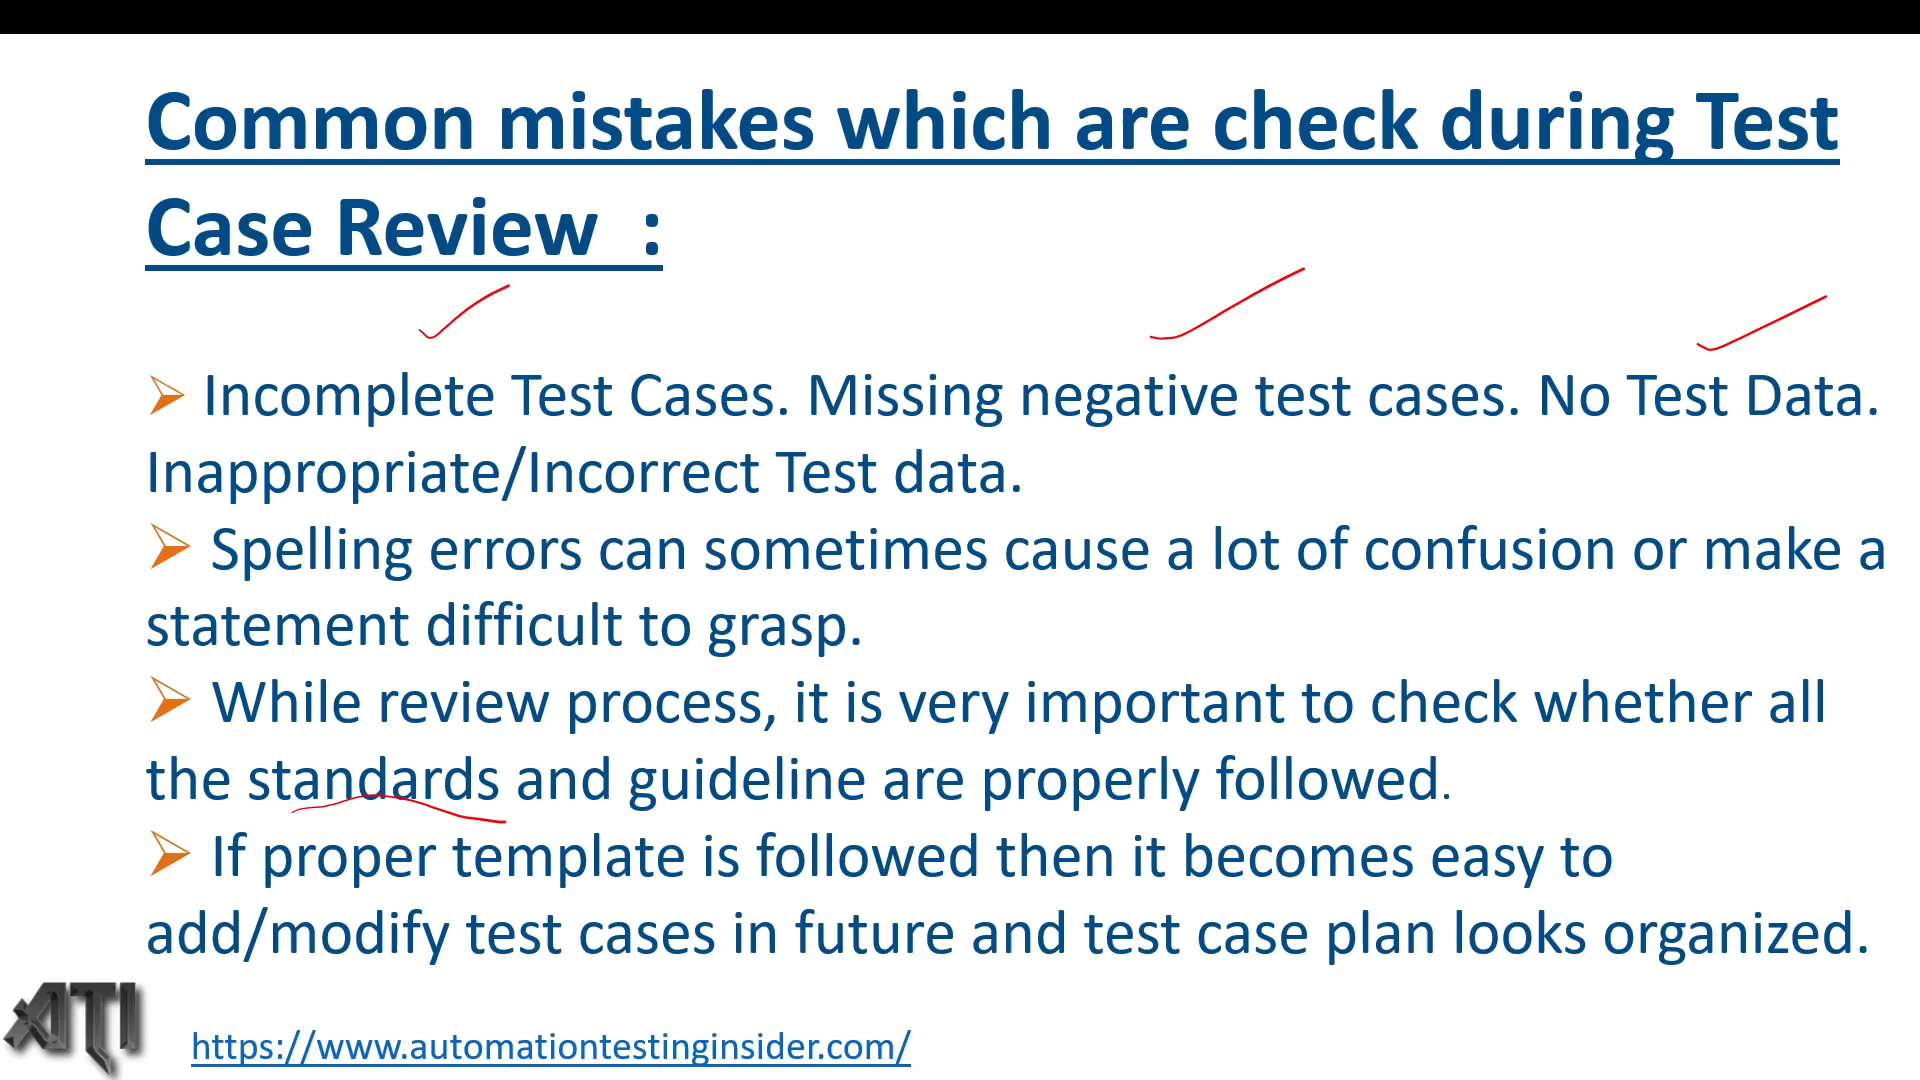 Common mistakes which are check during Test
Case Review :
Incomplete Test Cases. Missing negative test cases. No Test Data.
Inappropriate/Incorrect Test data.
Spelling errors can sometimes cause a lot of confusion or make a
statement difficult to grasp.
While review process, it is very important to check whether all
the standards and guideline are properly followed.
If proper template is followed then it becomes easy to
add/modify test cases in future and test case plan looks organized.
ATI
https://www.automationtestinginsider.com/